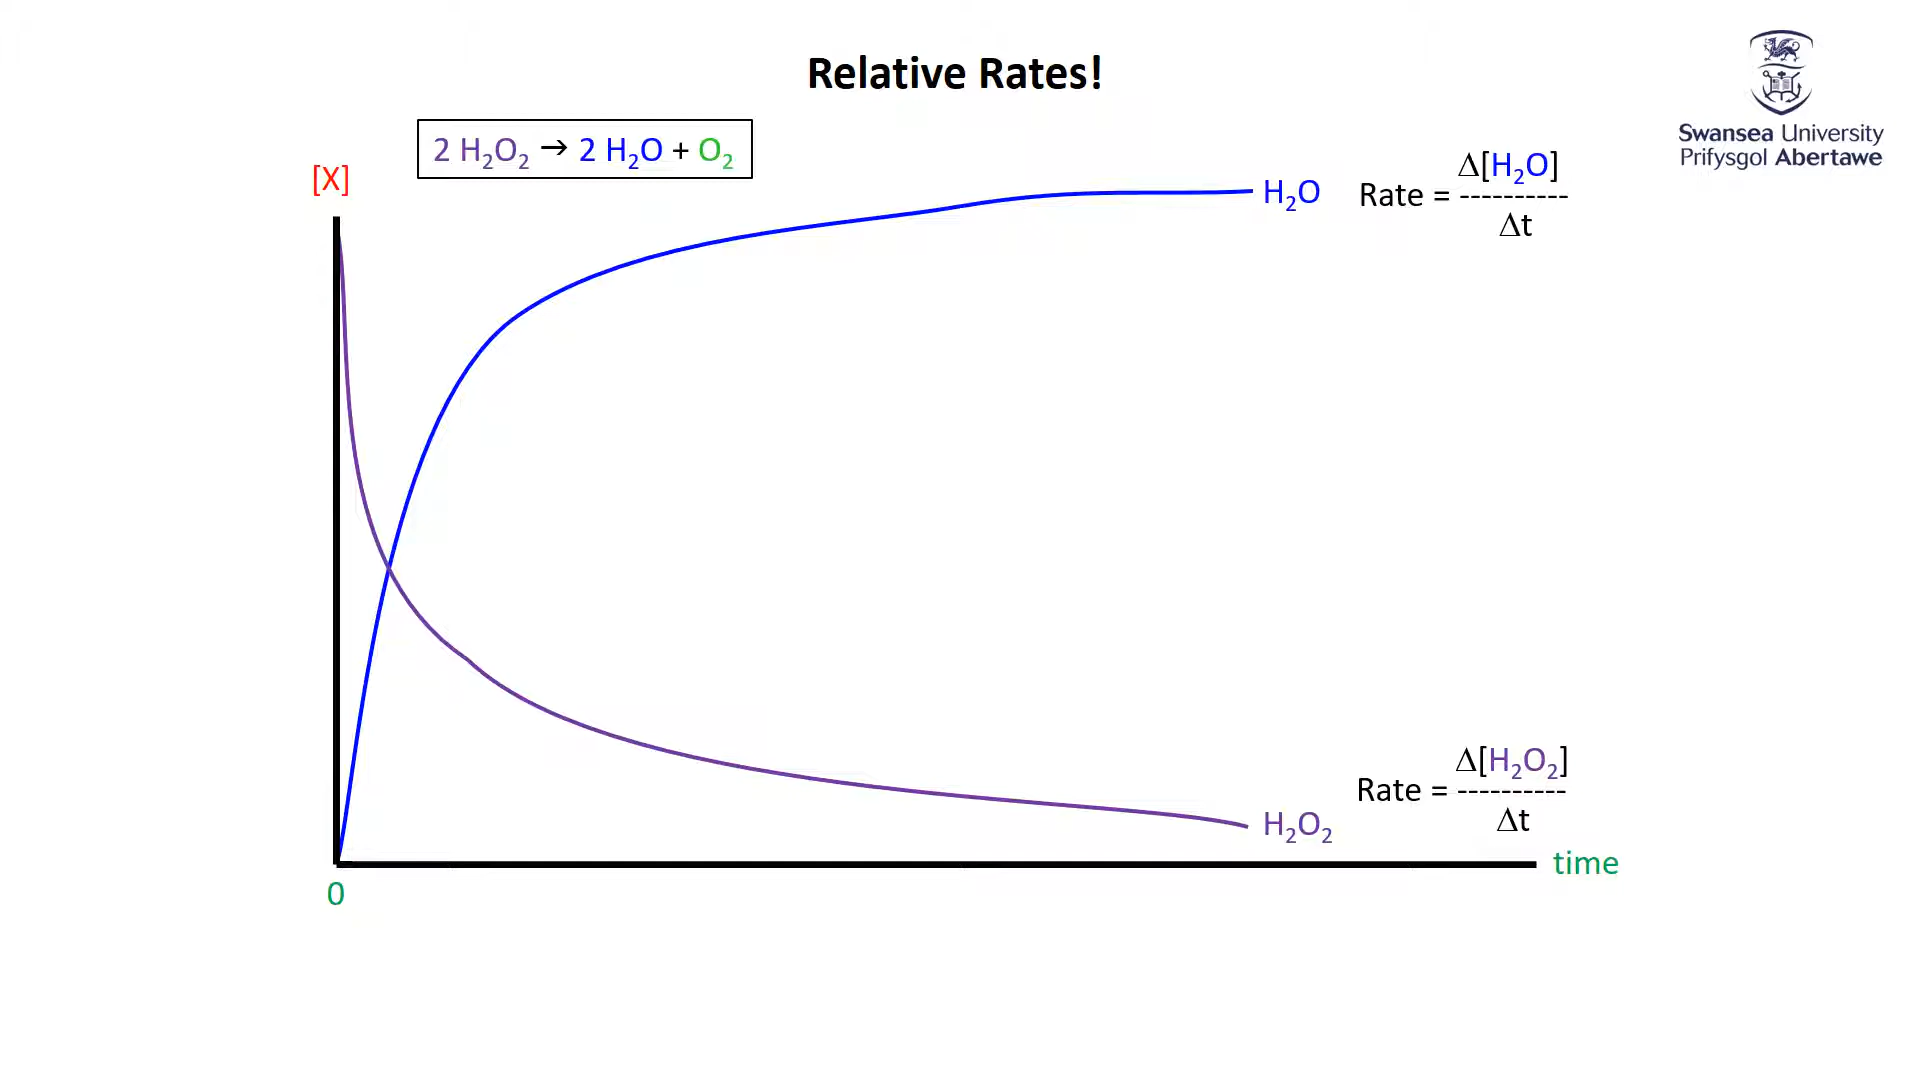 Relative Rates!
Swansea University
Prifysgol Abertawe
2 H₂O₂ → 2 H₂O + O₂
[X]
H₂O
Δ[H₂O]
Rate = ----------
Δt
Δ[H₂O₂]
Rate = ----------
Δt
H₂O₂
time
0